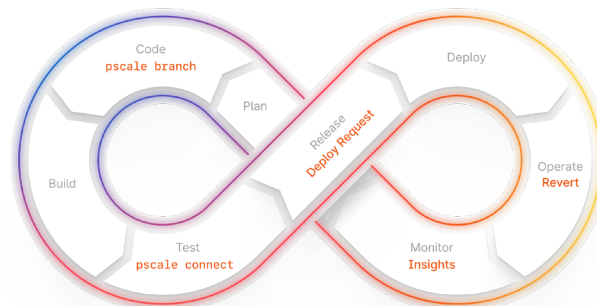 Code
pscale branch
Plan
Build
Test
pscale connect
Release
Deploy Request
Deploy
Operate
Revert
Monitor
Insights